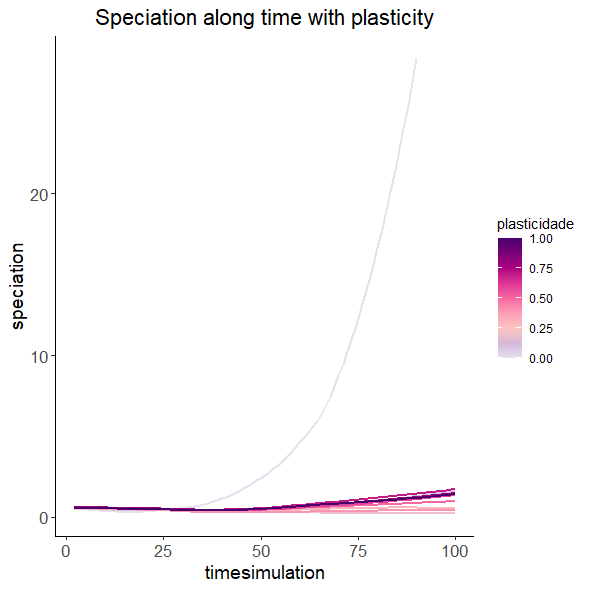 Speciation along time with plasticity
speciation
20
10
0
0 25 50 75 100
timesimulation
plasticidade
1.00
0.75
0.50
0.25
0.00